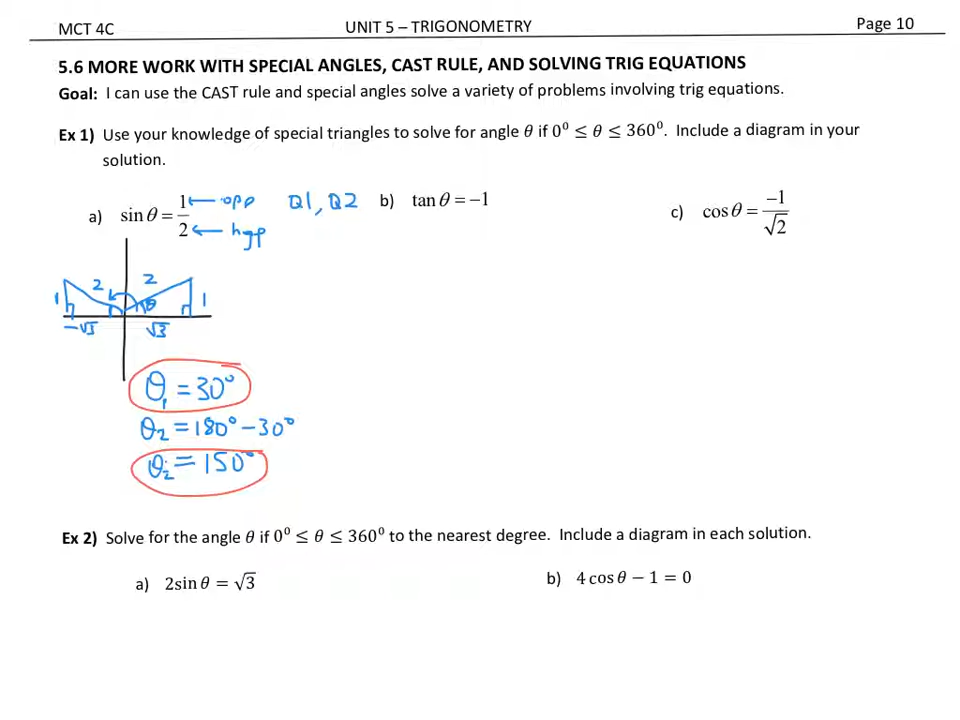 MCT 4C UNIT 5 – TRIGONOMETRY Page 10
5.6 MORE WORK WITH SPECIAL ANGLES, CAST RULE, AND SOLVING TRIG EQUATIONS
Goal: I can use the CAST rule and special angles solve a variety of problems involving trig equations.
Ex 1) Use your knowledge of special triangles to solve for angle θ if 0⁰ ≤ θ ≤ 360⁰. Include a diagram in your
solution.
a) sin θ = 1/2 ← opp ← hyp Q1, Q2 b) tan θ = −1 c) cos θ = −1/√2
2 2
1 θ 1
−√3 √3
θ₁ = 30°
θ₂ = 180° − 30°
θ₂ = 150°
Ex 2) Solve for the angle θ if 0⁰ ≤ θ ≤ 360⁰ to the nearest degree. Include a diagram in each solution.
a) 2sin θ = √3 b) 4 cos θ − 1 = 0